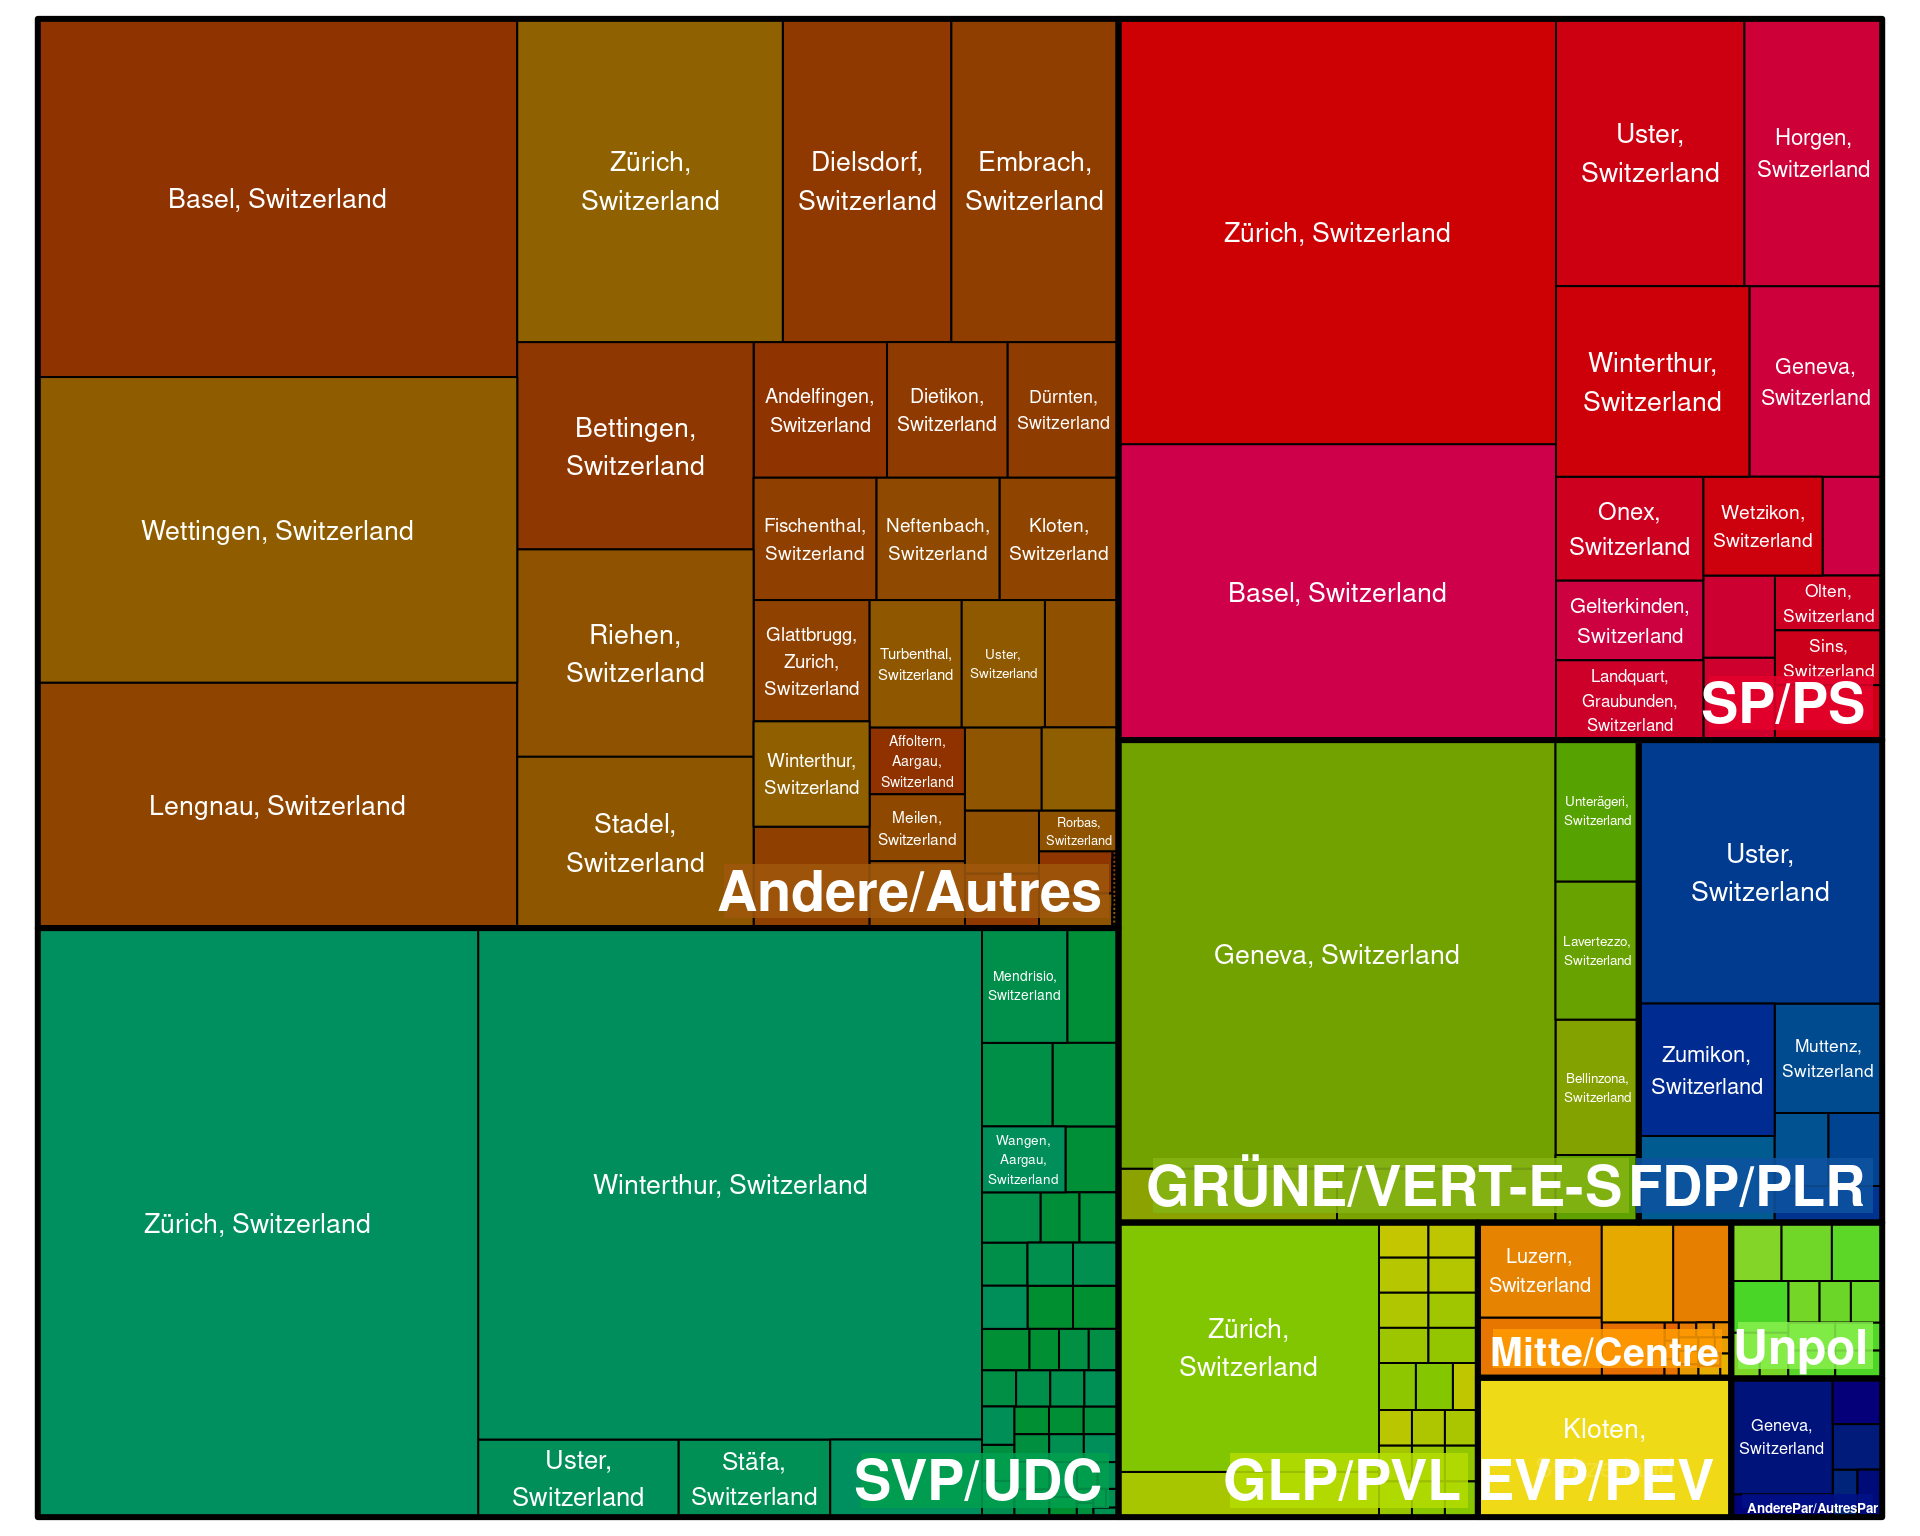 Basel, Switzerland
Wettingen, Switzerland
Lengnau, Switzerland
Zürich,
Switzerland
Dielsdorf,
Switzerland
Embrach,
Switzerland
Bettingen,
Switzerland
Andelfingen,
Switzerland
Dietikon,
Switzerland
Dürnten,
Switzerland
Fischenthal,
Switzerland
Neftenbach,
Switzerland
Kloten,
Switzerland
Riehen,
Switzerland
Glattbrugg,
Zurich,
Switzerland
Turbenthal,
Switzerland
Uster,
Switzerland
Stadel,
Switzerland
Winterthur,
Switzerland
Affoltern,
Aargau,
Switzerland
Meilen,
Switzerland
Rorbas,
Switzerland
Andere/Autres
Zürich, Switzerland
Winterthur, Switzerland
Uster,
Switzerland
Stäfa,
Switzerland
Mendrisio,
Switzerland
Wangen,
Aargau,
Switzerland
SVP/UDC
Zürich, Switzerland
Basel, Switzerland
Uster,
Switzerland
Horgen,
Switzerland
Winterthur,
Switzerland
Geneva,
Switzerland
Onex,
Switzerland
Wetzikon,
Switzerland
Gelterkinden,
Switzerland
Olten,
Switzerland
Sins,
Switzerland
Landquart,
Graubunden,
Switzerland
SP/PS
Geneva, Switzerland
Unterägeri,
Switzerland
Lavertezzo,
Switzerland
Bellinzona,
Switzerland
GRÜNE/VERT-E-S
Uster,
Switzerland
Zumikon,
Switzerland
Muttenz,
Switzerland
FDP/PLR
Zürich,
Switzerland
GLP/PVL
Luzern,
Switzerland
Mitte/Centre
Unpol
Kloten,
EVP/PEV
Geneva,
Switzerland
AnderePar/AutresPar